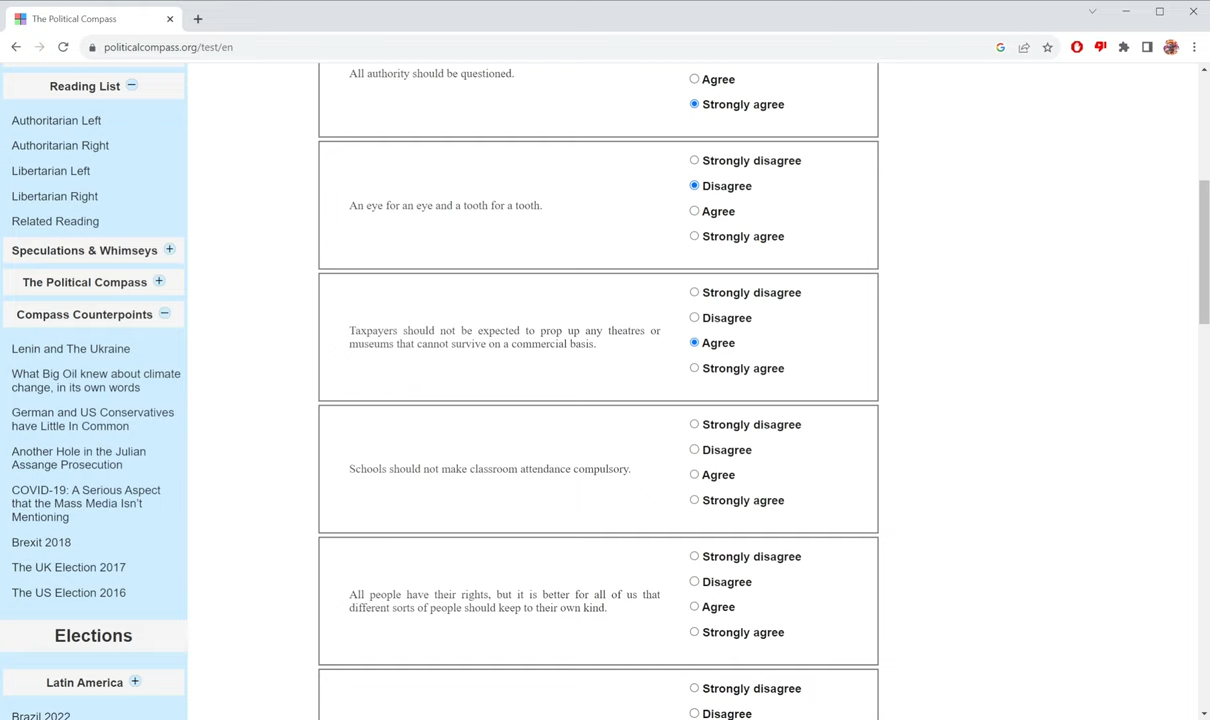 The Political Compass
politicalcompass.org/test/en
Reading List
Authoritarian Left
Authoritarian Right
Libertarian Left
Libertarian Right
Related Reading
Speculations & Whimseys
The Political Compass
Compass Counterpoints
Lenin and The Ukraine
What Big Oil knew about climate
change, in its own words
German and US Conservatives
have Little In Common
Another Hole in the Julian
Assange Prosecution
COVID-19: A Serious Aspect
that the Mass Media Isn't
Mentioning
Brexit 2018
The UK Election 2017
The US Election 2016
Elections
Latin America
Brazil 2022
All authority should be questioned.
Agree
Strongly agree
An eye for an eye and a tooth for a tooth.
Strongly disagree
Disagree
Agree
Strongly agree
Taxpayers should not be expected to prop up any theatres or
museums that cannot survive on a commercial basis.
Strongly disagree
Disagree
Agree
Strongly agree
Schools should not make classroom attendance compulsory.
Strongly disagree
Disagree
Agree
Strongly agree
All people have their rights, but it is better for all of us that
different sorts of people should keep to their own kind.
Strongly disagree
Disagree
Agree
Strongly agree
Strongly disagree
Disagree